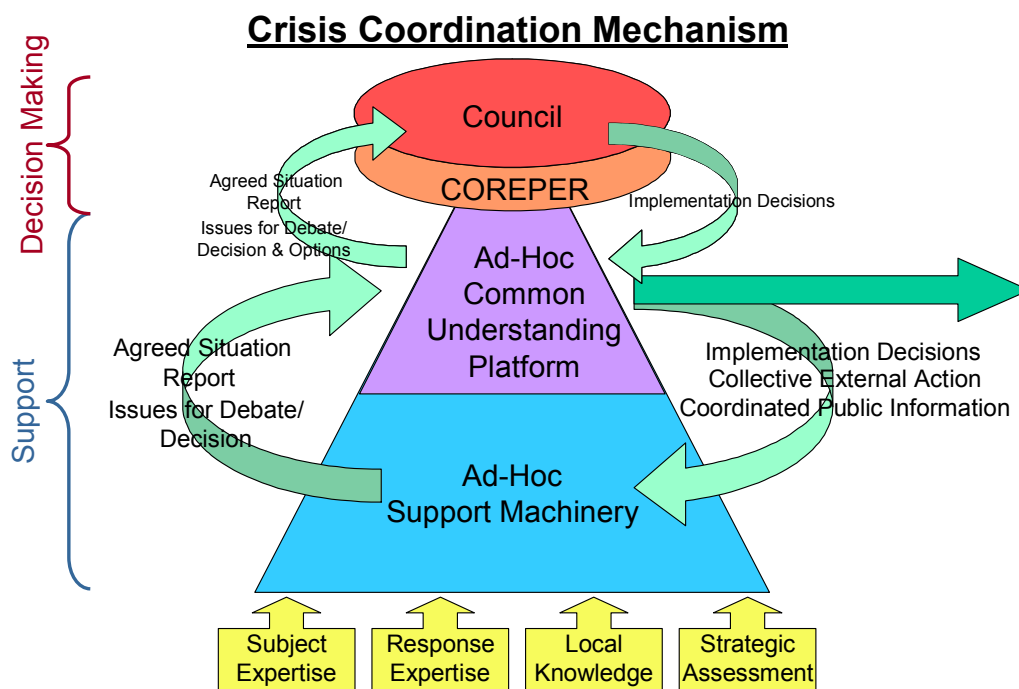 Crisis Coordination Mechanism
Decision Making
Support
Council
COREPER
Agreed Situation
Report
Issues for Debate/
Decision & Options
Implementation Decisions
Ad-Hoc
Common
Understanding
Platform
Agreed Situation
Report
Issues for Debate/
Decision
Implementation Decisions
Collective External Action
Coordinated Public Information
Ad-Hoc
Support Machinery
Subject
Expertise
Response
Expertise
Local
Knowledge
Strategic
Assessment